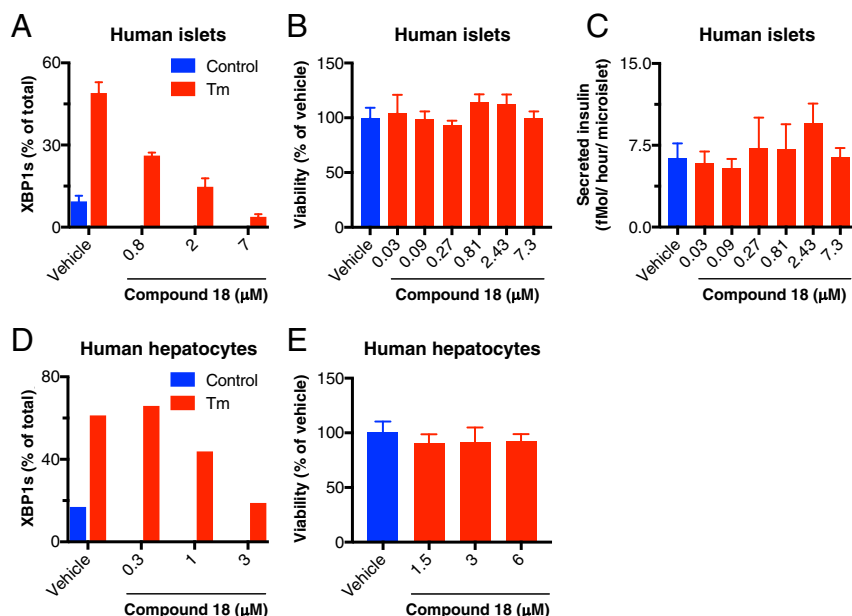 A
Human islets
XBP1s (% of total)
60
30
0
Control
Tm
Vehicle
0.8
2
7
Compound 18 (μM)
B
Human islets
Viability (% of vehicle)
150
100
50
0
Vehicle
0.03
0.09
0.27
0.81
2.43
7.3
Compound 18 (μM)
C
Human islets
Secreted insulin
(fMol/ hour/ microislet)
15.0
7.5
0.0
Vehicle
0.03
0.09
0.27
0.81
2.43
7.3
Compound 18 (μM)
D
Human hepatocytes
XBP1s (% of total)
80
40
0
Control
Tm
Vehicle
0.3
1
3
Compound 18 (μM)
E
Human hepatocytes
Viability (% of vehicle)
150
100
50
0
Vehicle
1.5
3
6
Compound 18 (μM)